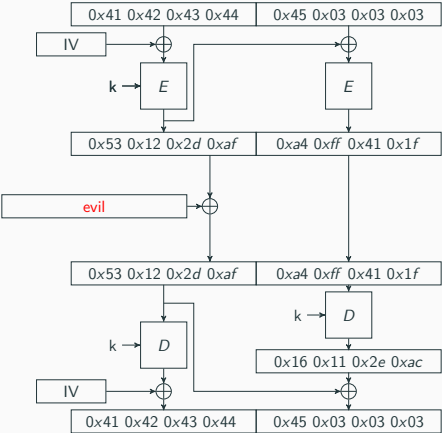 0x41 0x42 0x43 0x44 0x45 0x03 0x03 0x03
IV
k E E
0x53 0x12 0x2d 0xaf 0xa4 0xff 0x41 0x1f
evil
0x53 0x12 0x2d 0xaf 0xa4 0xff 0x41 0x1f
k D
k D
0x16 0x11 0x2e 0xac
IV
0x41 0x42 0x43 0x44 0x45 0x03 0x03 0x03